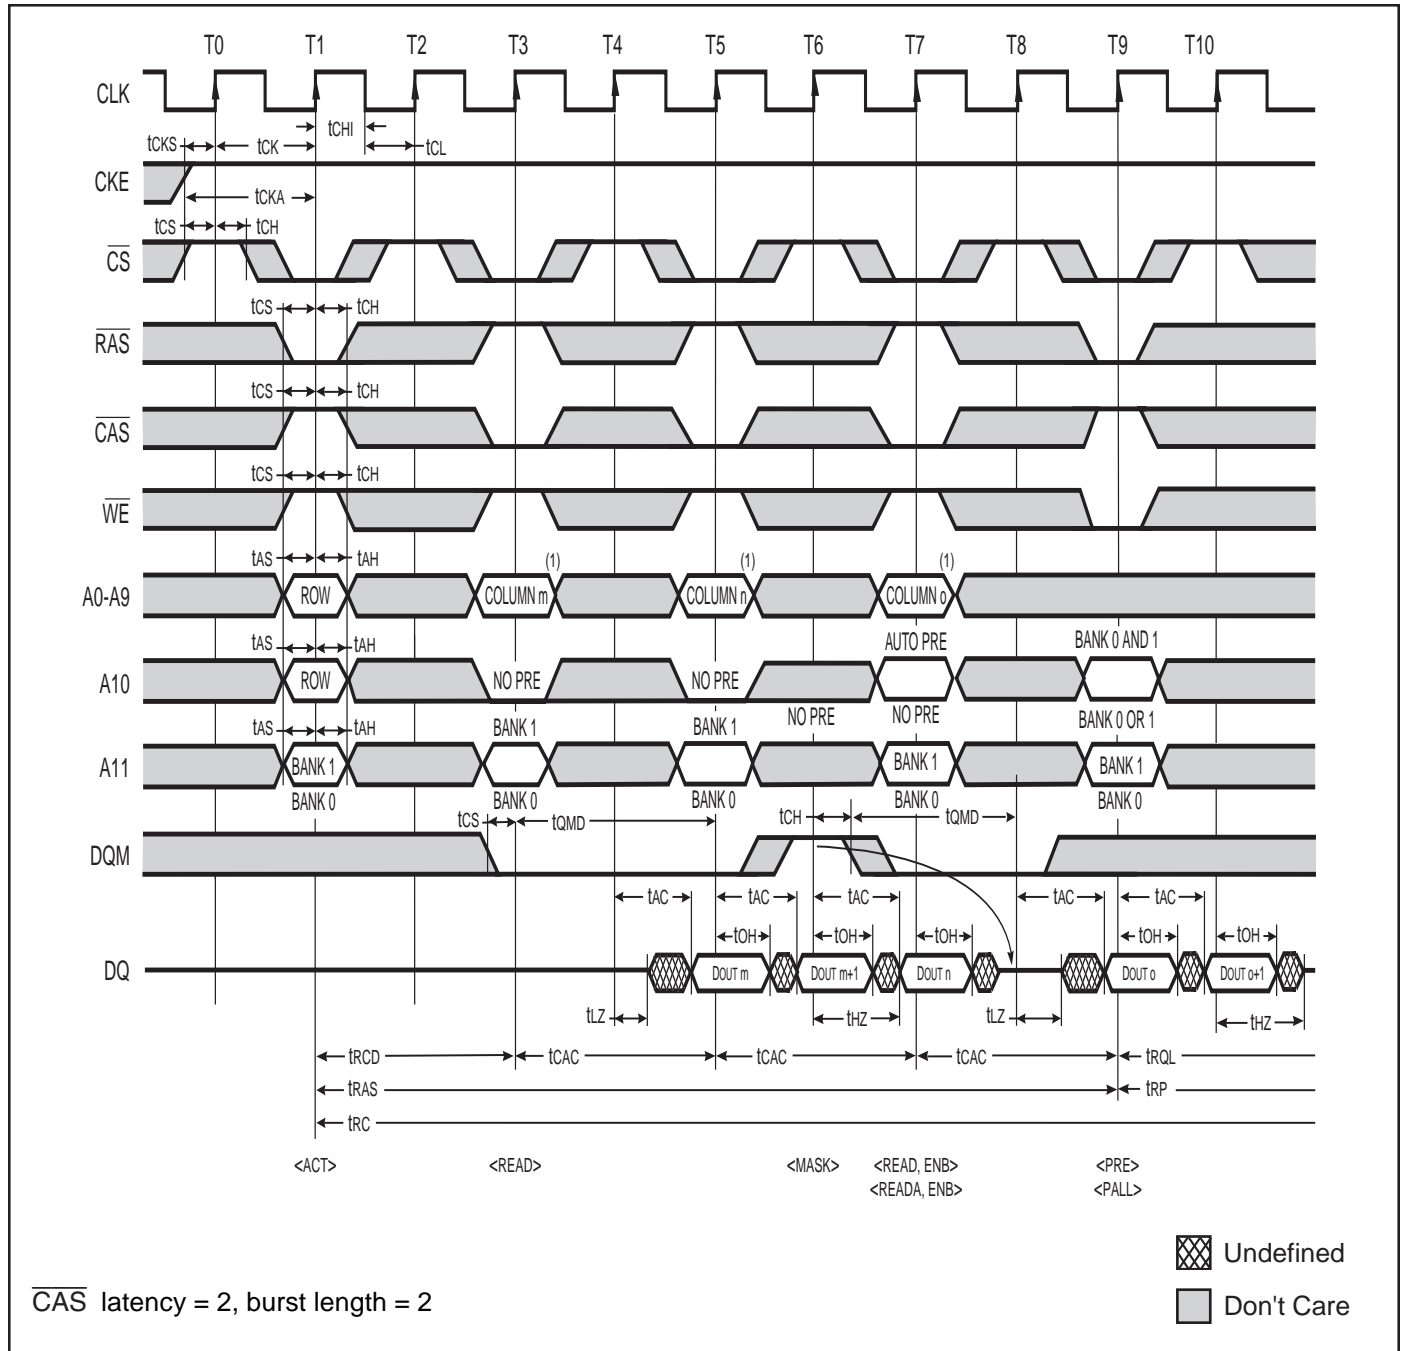 T0 T1 T2 T3 T4 T5 T6 T7 T8 T9 T10
CLK
tCHI
tCKS tCK tCL
CKE
tCKA
tCS tCH
CS
tCS tCH
RAS
tCS tCH
CAS
tCS tCH
WE
tAS tAH (1) (1) (1)
A0-A9 ROW COLUMN m COLUMN n COLUMN o
tAS tAH AUTO PRE BANK 0 AND 1
A10 ROW NO PRE NO PRE
NO PRE NO PRE BANK 0 OR 1
tAS tAH BANK 1 BANK 1
A11 BANK 1 BANK 1 BANK 1
BANK 0 BANK 0 BANK 0 BANK 0 BANK 0
tCS tQMD tCH tQMD
DQM
tAC tAC tAC tAC tAC
tOH tOH tOH tOH tOH
DQ DOUT m DOUT m+1 DOUT n DOUT o DOUT o+1
tLZ tHZ tLZ tHZ
tRCD tCAC tCAC tCAC tRQL
tRAS tRP
tRC
<ACT> <READ> <MASK> <READ, ENB> <PRE>
<READA, ENB> <PALL>
Undefined
Don't Care
CAS latency = 2, burst length = 2